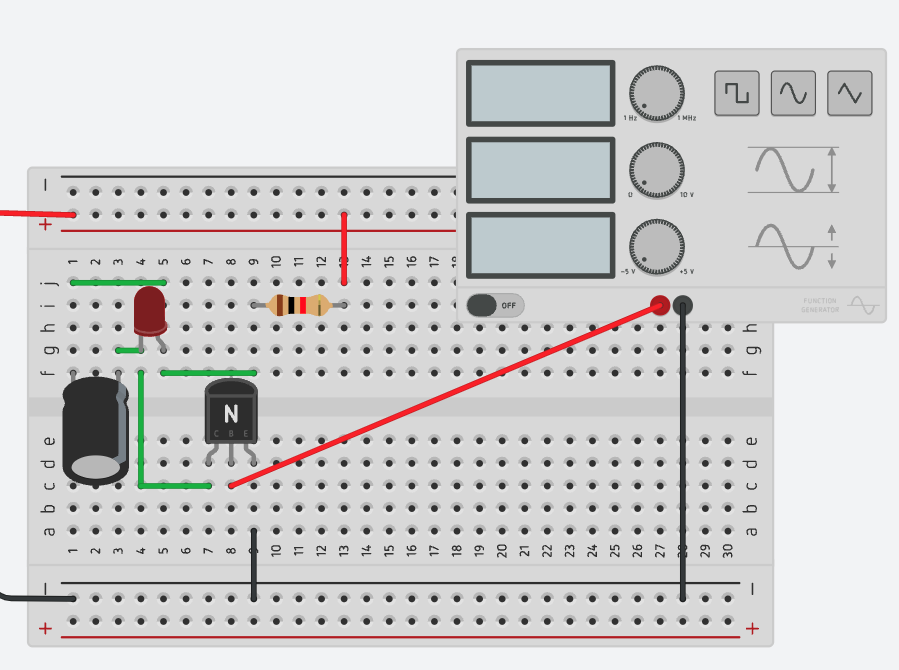 1 Hz 1 MHz
0 10 V
-5 V +5 V
OFF
FUNCTION
GENERATOR
− +
1 2 3 4 5 6 7 8 9 10 11 12 14 15 16 17
j
i
h h
g g
f f
N
C B E
e e
d d
c c
b b
a a
1 2 3 4 5 6 7 8 9 10 11 12 13 14 15 16 17 18 19 20 21 22 23 24 25 26 27 28 29 30
− −
+ +